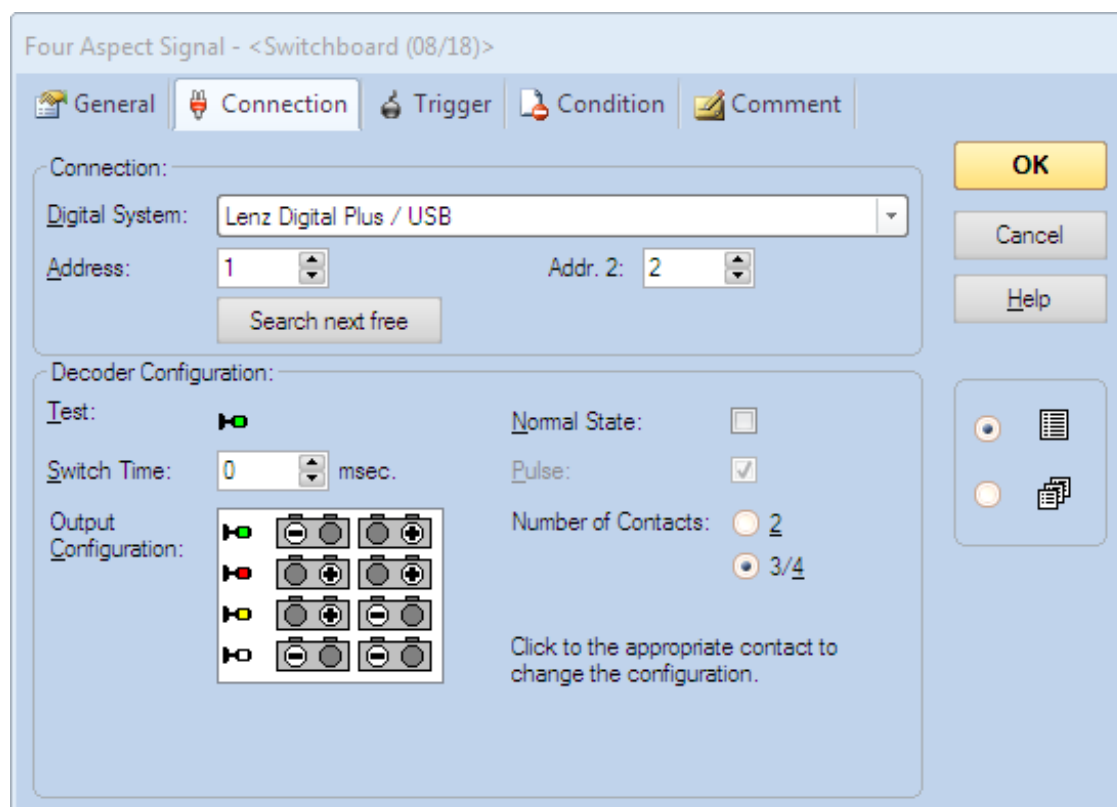 Four Aspect Signal - <Switchboard (08/18)>
General Connection Trigger Condition Comment
Connection:
Digital System: Lenz Digital Plus / USB
Address: 1 Addr. 2: 2
Search next free
OK
Cancel
Help
Decoder Configuration:
Test: Normal State:
Switch Time: 0 msec. Pulse:
Output
Configuration:
Number of Contacts: 2
3/4
Click to the appropriate contact to
change the configuration.